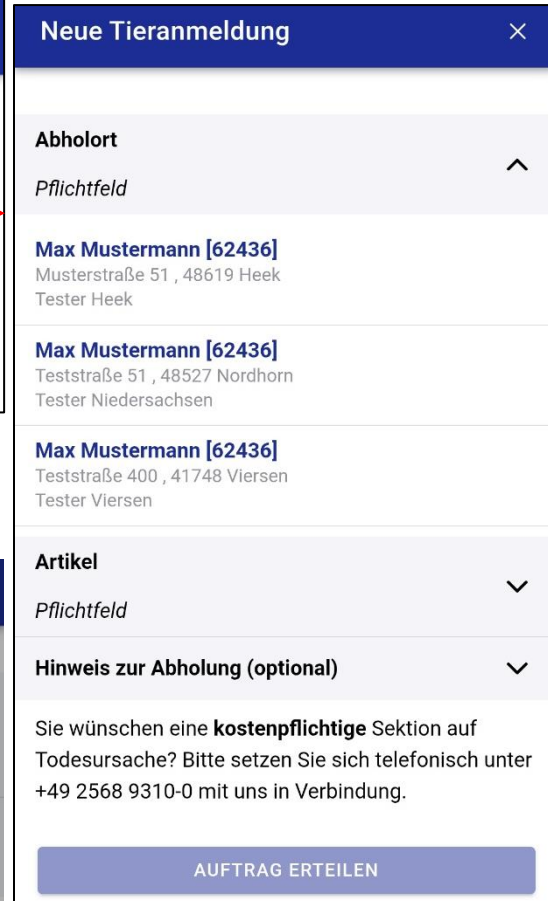 Neue Tieranmeldung
Abholort
Pflichtfeld
Max Mustermann [62436]
Musterstraße 51 , 48619 Heek
Tester Heek
Max Mustermann [62436]
Teststraße 51 , 48527 Nordhorn
Tester Niedersachsen
Max Mustermann [62436]
Teststraße 400 , 41748 Viersen
Tester Viersen
Artikel
Pflichtfeld
Hinweis zur Abholung (optional)
Sie wünschen eine kostenpflichtige Sektion auf
Todesursache? Bitte setzen Sie sich telefonisch unter
+49 2568 9310-0 mit uns in Verbindung.
AUFTRAG ERTEILEN